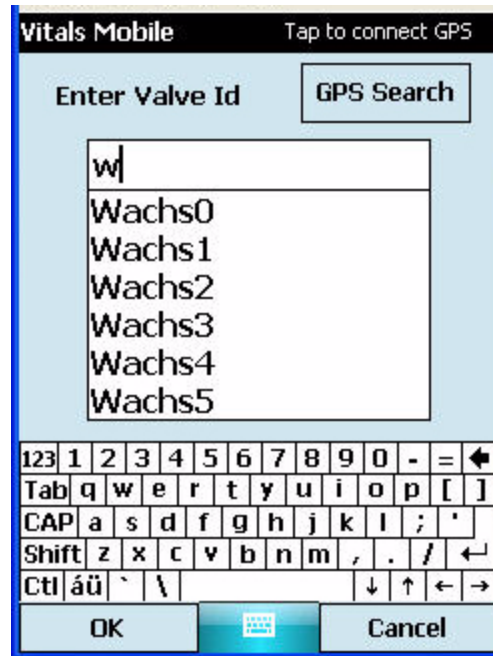 Vitals Mobile Tap to connect GPS
Enter Valve Id GPS Search
w
Wachs0
Wachs1
Wachs2
Wachs3
Wachs4
Wachs5
123 1 2 3 4 5 6 7 8 9 0 - = 🡄
Tab q w e r t y u i o p [ ]
CAP a s d f g h j k l ; '
Shift z x c v b n m , . / ↵
Ctl áü ` \ ↓ ↑ ← →
OK Cancel